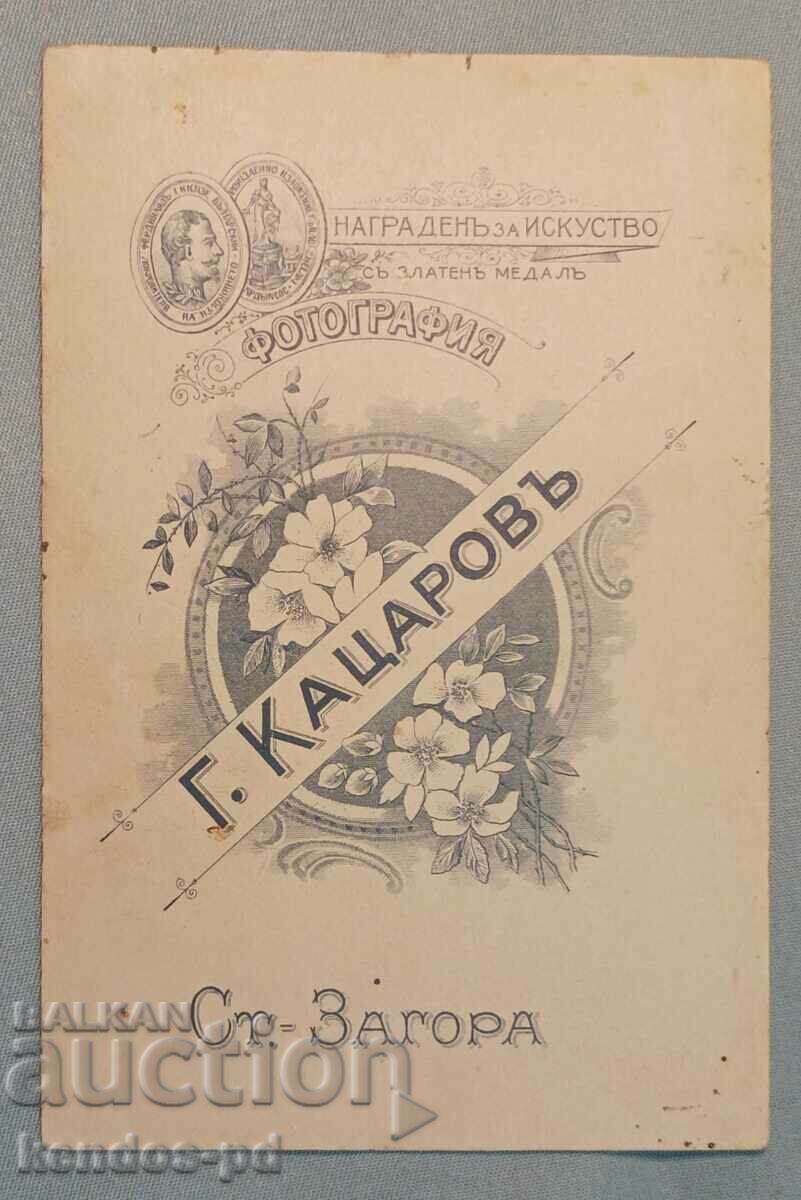 НАГРАДЕНЪ ЗА ИСКУСТВО
СЪ ЗЛАТЕНЪ МЕДАЛЪ
ФОТОГРАФИЯ
Г. КАЦАРОВЪ
СТ.-ЗАГОРА
BALKAN
auction
kendos-pd